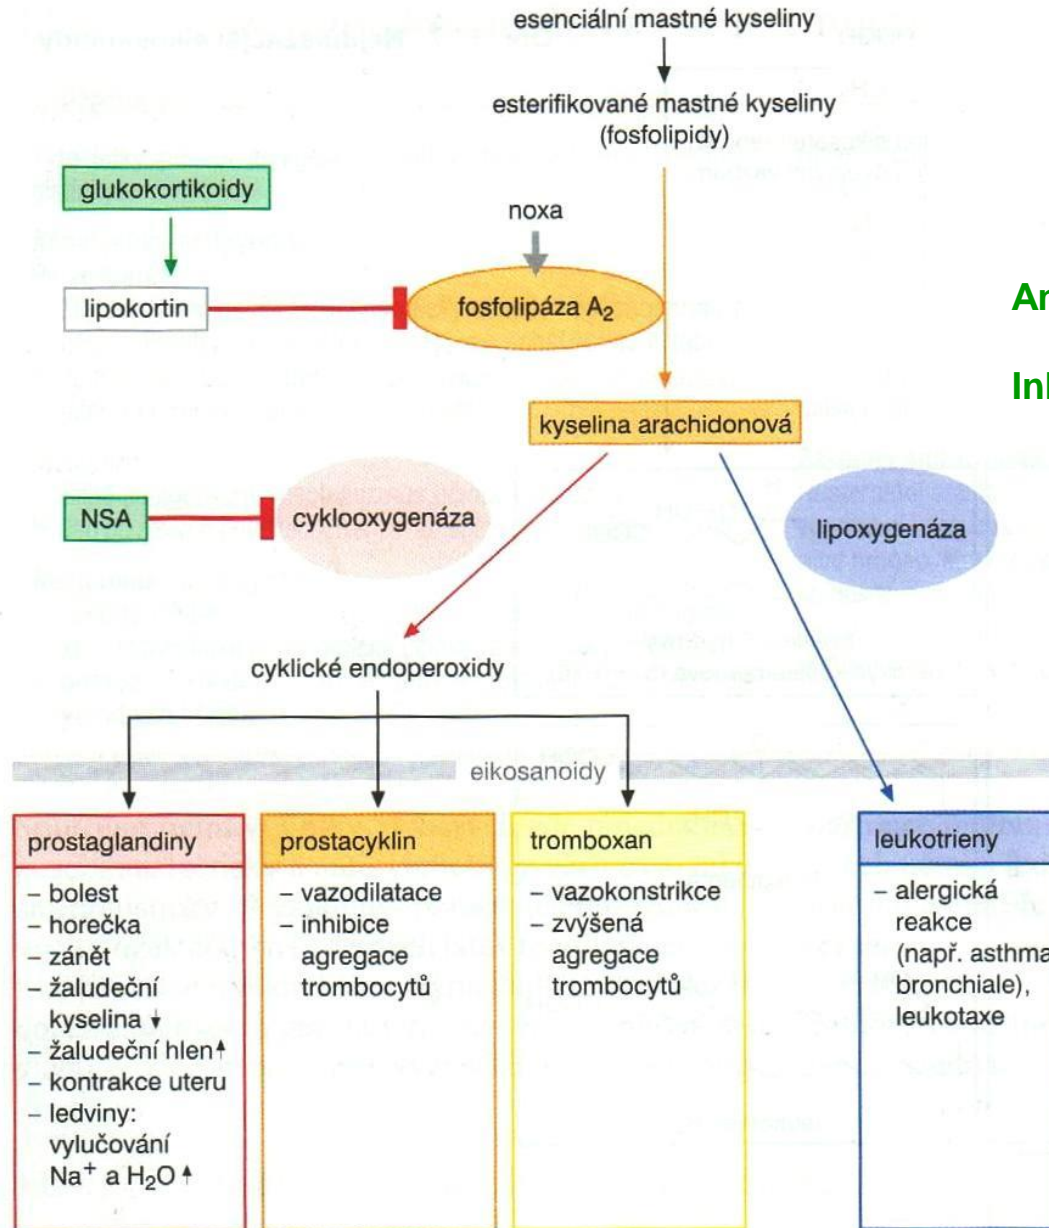 esenciální mastné kyseliny
esterifikované mastné kyseliny
(fosfolipidy)
glukokortikoidy
noxa
lipokortin
fosfolipáza A₂
kyselina arachidonová
NSA
cyklooxygenáza
lipoxygenáza
cyklické endoperoxidy
eikosanoidy
prostaglandiny
– bolest
– horečka
– zánět
– žaludeční
kyselina ↓
– žaludeční hlen ↑
– kontrakce uteru
– ledviny:
vylučování
Na⁺ a H₂O ↑
prostacyklin
– vazodilatace
– inhibice
agregace
trombocytů
tromboxan
– vazokonstrikce
– zvýšená
agregace
trombocytů
leukotrieny
– alergická
reakce
(např. asthma
bronchiale),
leukotaxe